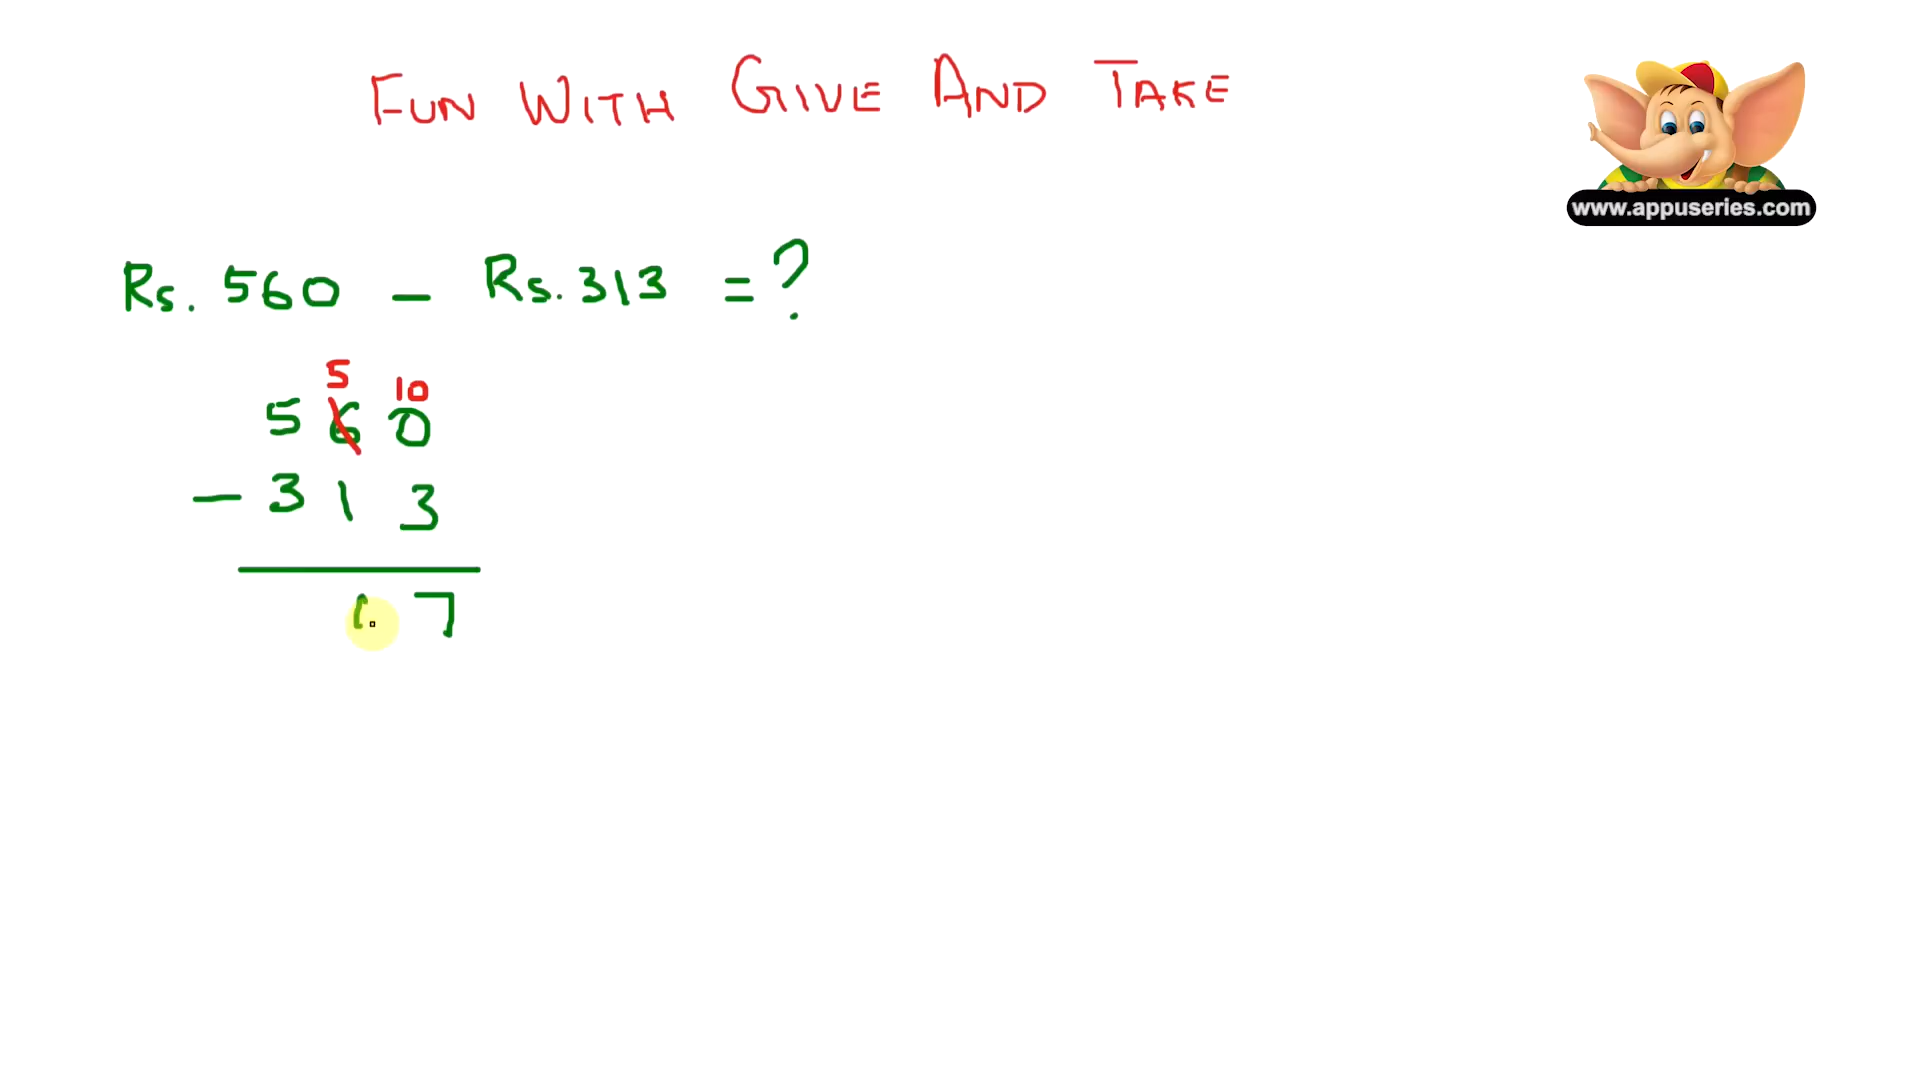 FUN WITH GIVE AND TAKE
www.appuseries.com
Rs. 560 - Rs. 313 = ?
5 10
5 6 0
- 3 1 3
7